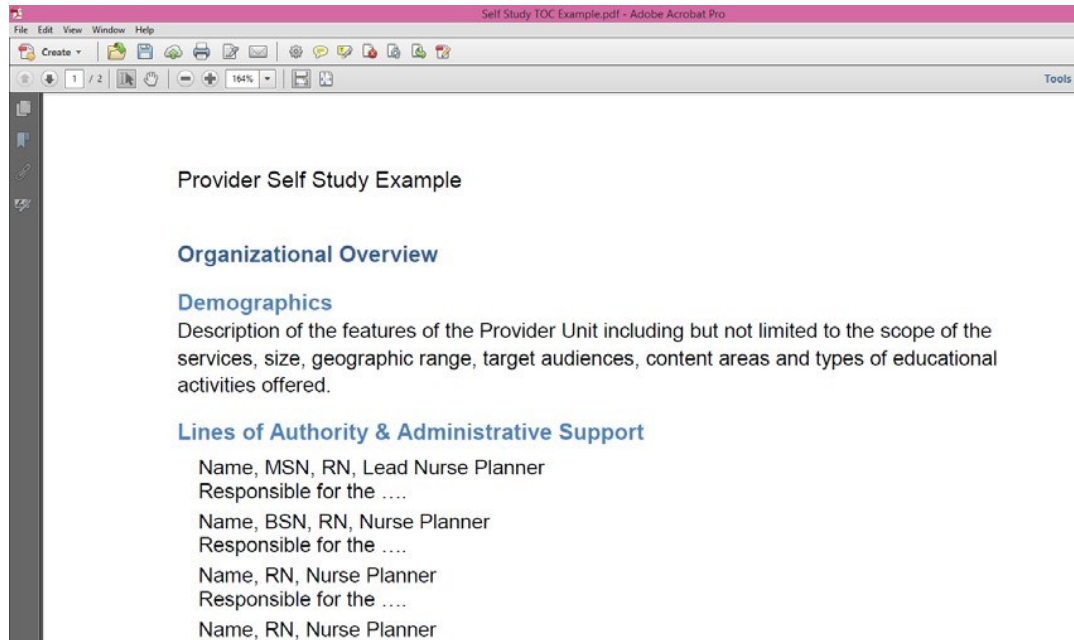 Self Study TOC Example.pdf - Adobe Acrobat Pro
File Edit View Window Help
Create
1 / 2 164% Tools
Provider Self Study Example
Organizational Overview
Demographics
Description of the features of the Provider Unit including but not limited to the scope of the
services, size, geographic range, target audiences, content areas and types of educational
activities offered.
Lines of Authority & Administrative Support
Name, MSN, RN, Lead Nurse Planner
Responsible for the ….
Name, BSN, RN, Nurse Planner
Responsible for the ….
Name, RN, Nurse Planner
Responsible for the ….
Name, RN, Nurse Planner